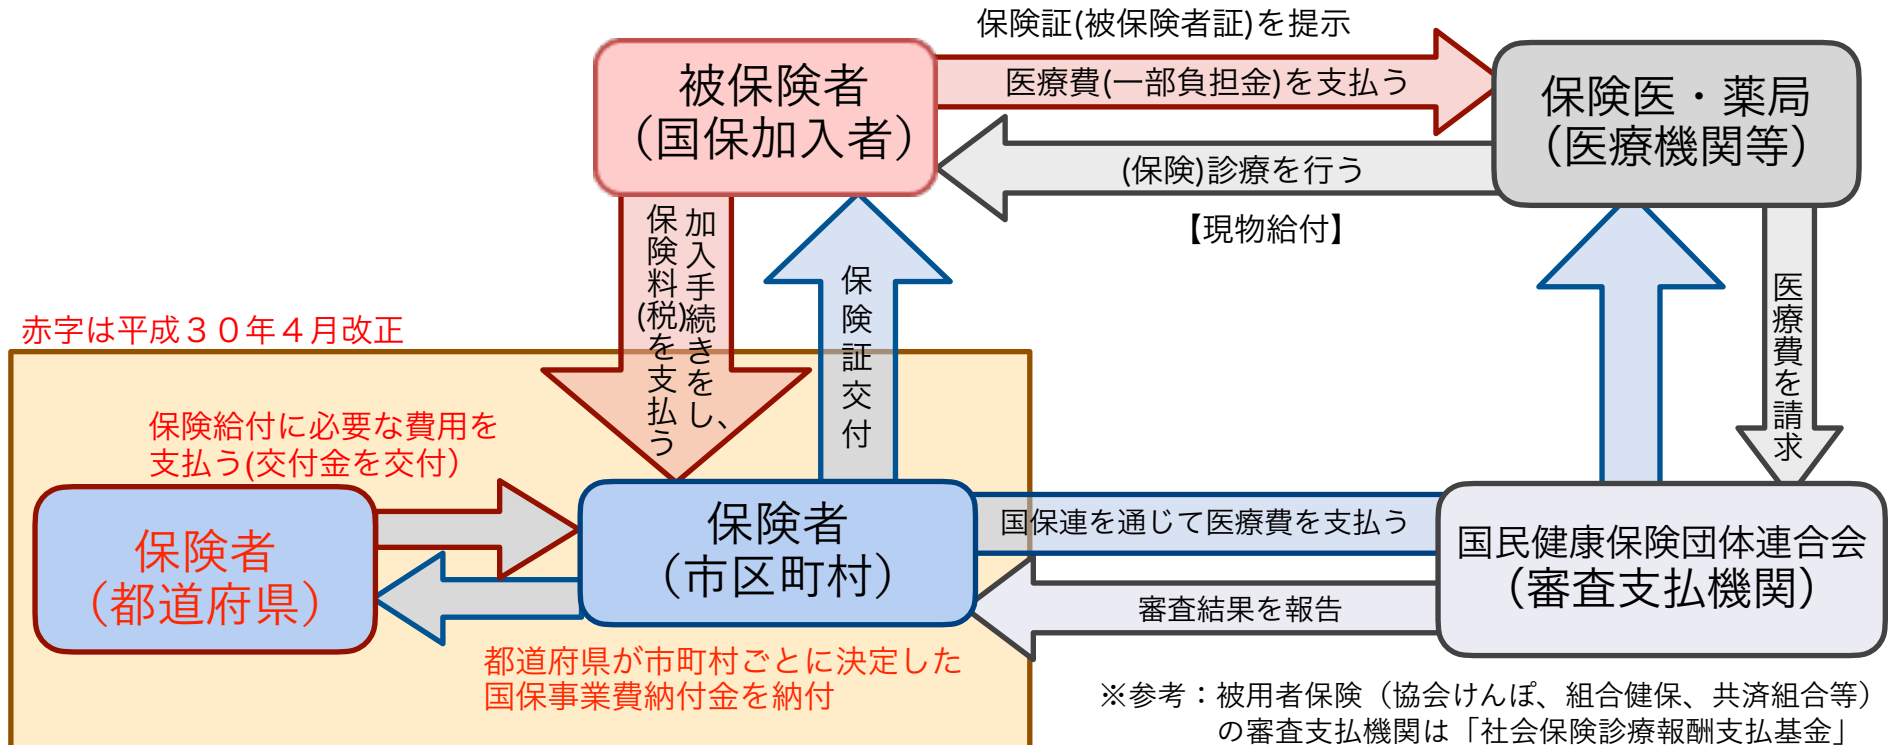 保険証(被保険者証)を提示
医療費(一部負担金)を支払う
被保険者
（国保加入者）
保険医・薬局
（医療機関等）
(保険)診療を行う
【現物給付】
加入手続きをし、
保険料(税)を支払う
保険証交付
医療費を請求
赤字は平成３０年４月改正
保険給付に必要な費用を
支払う(交付金を交付）
保険者
（都道府県）
保険者
（市区町村）
国保連を通じて医療費を支払う
審査結果を報告
国民健康保険団体連合会
（審査支払機関）
都道府県が市町村ごとに決定した
国保事業費納付金を納付
※参考：被用者保険（協会けんぽ、組合健保、共済組合等）
の審査支払機関は「社会保険診療報酬支払基金」